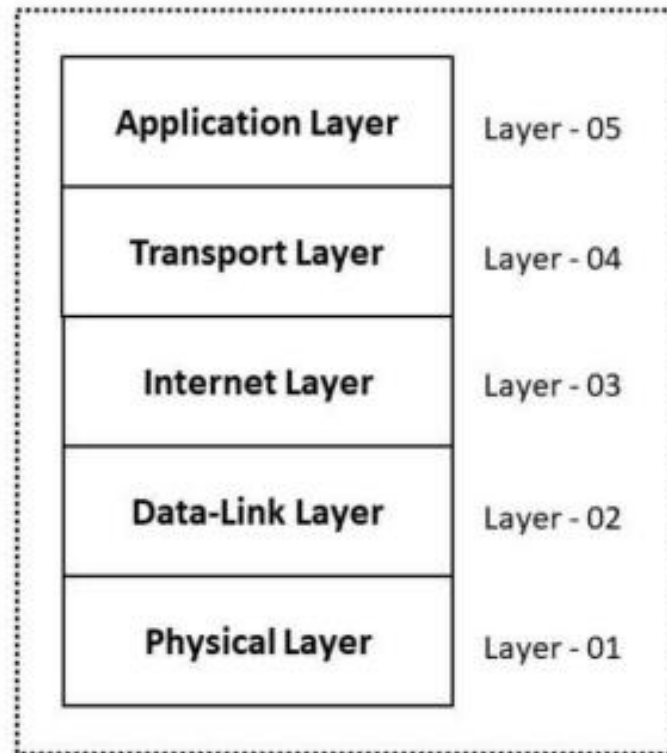 Application Layer Layer - 05
Transport Layer Layer - 04
Internet Layer Layer - 03
Data-Link Layer Layer - 02
Physical Layer Layer - 01